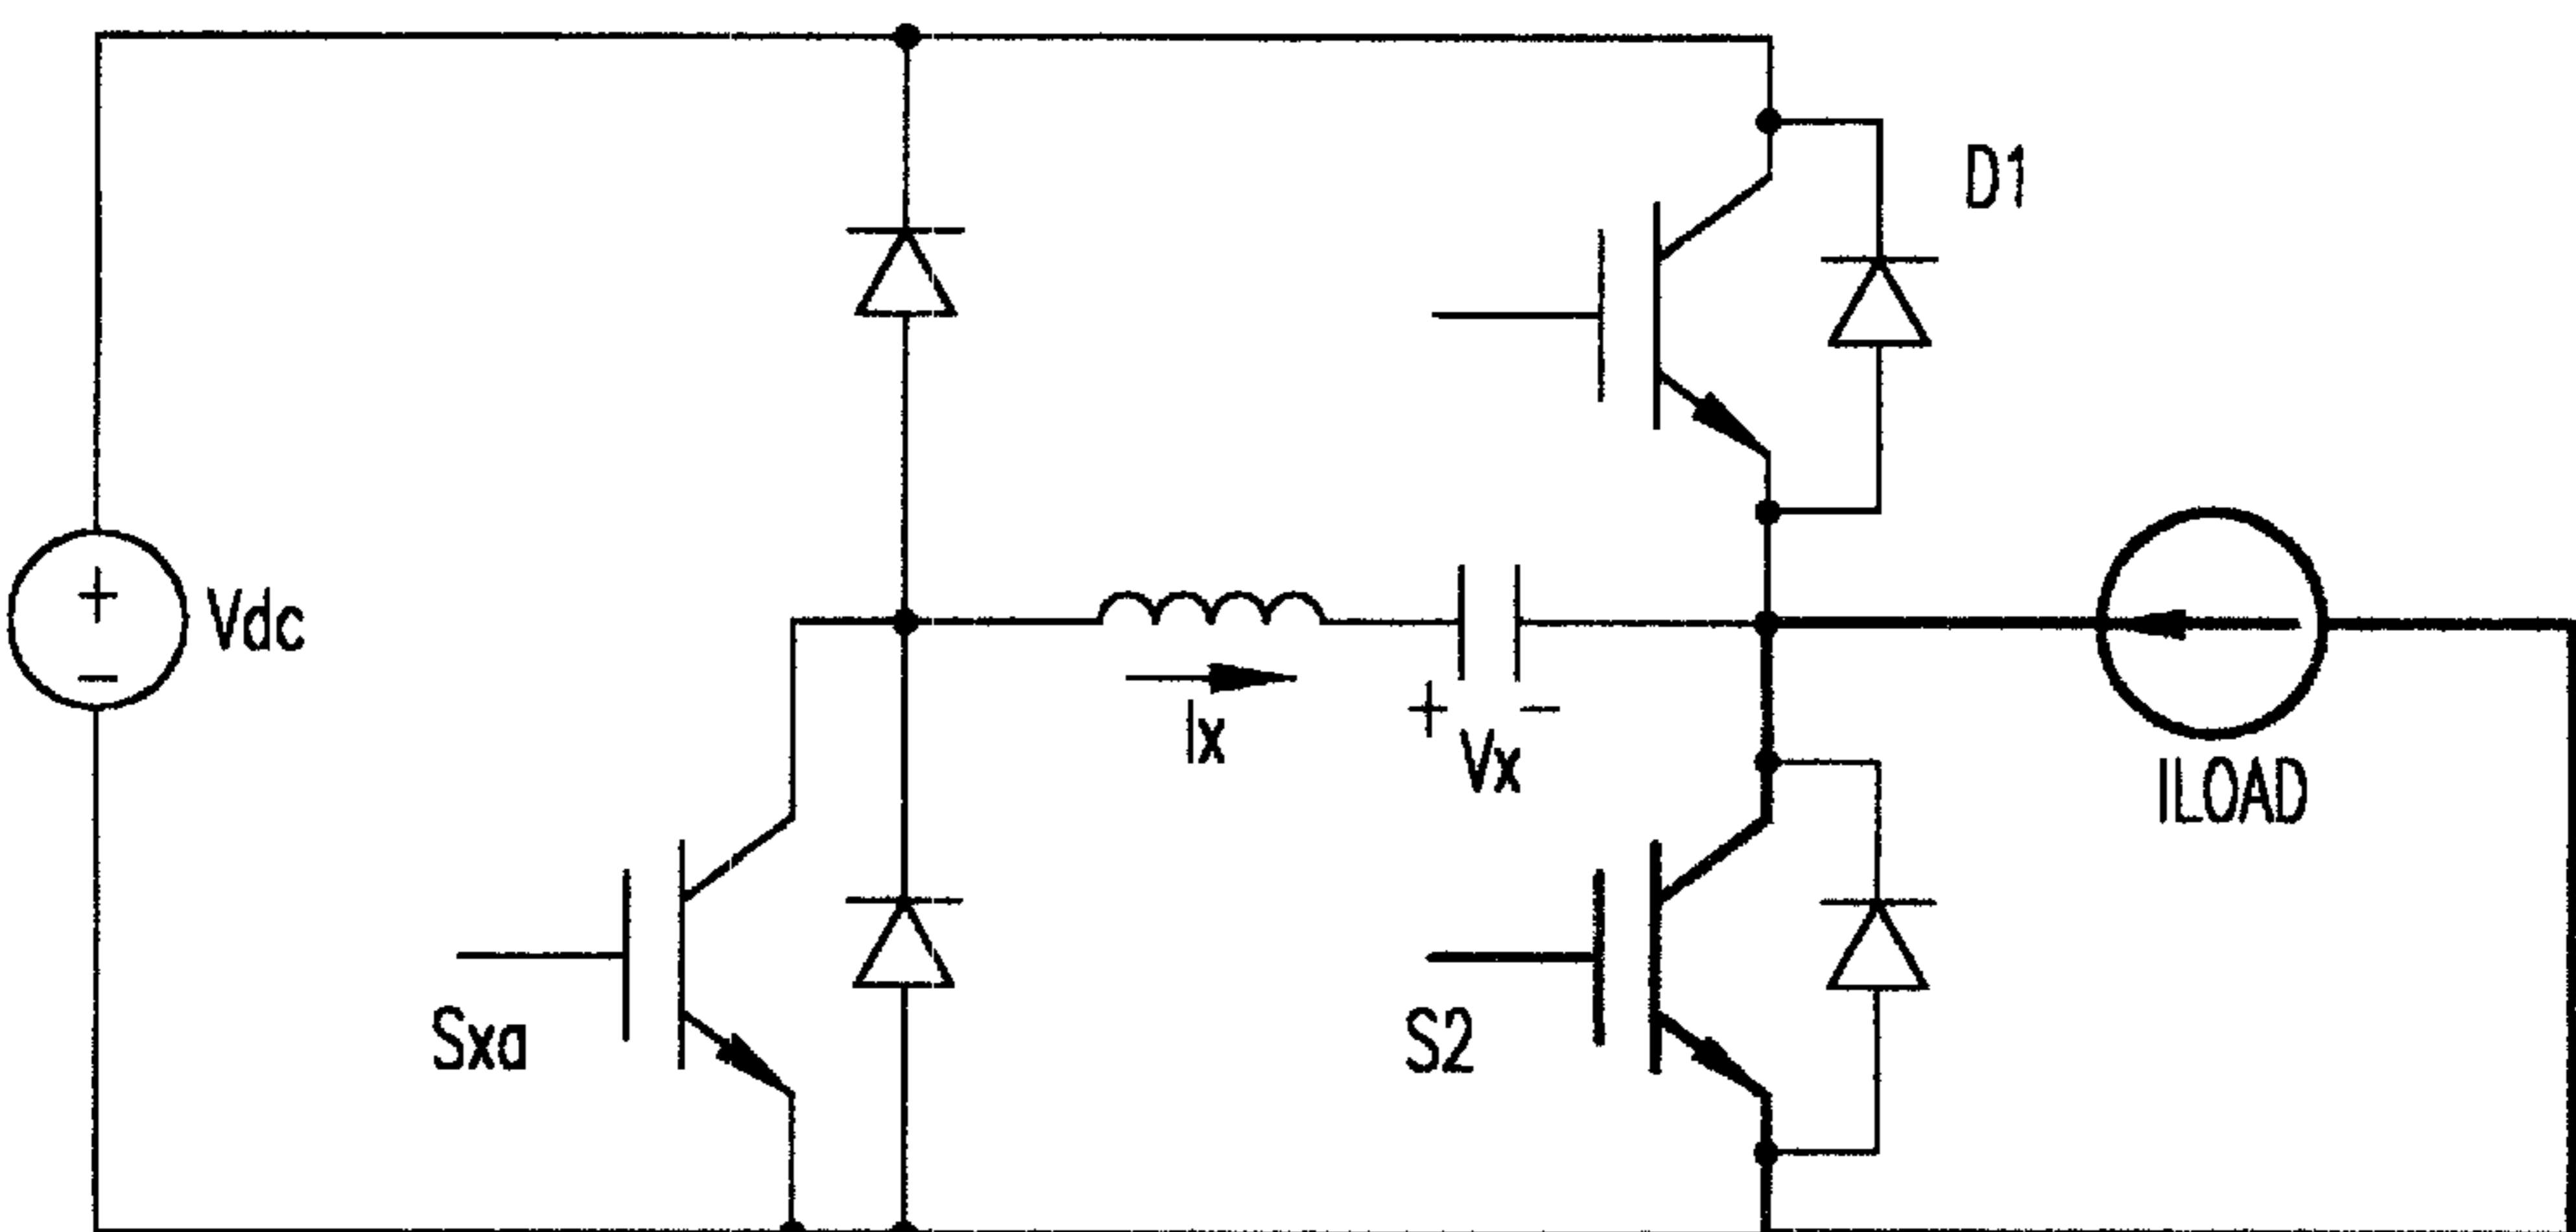 D1
+
Vdc
−
Ix
+ Vx −
ILOAD
Sxa
S2